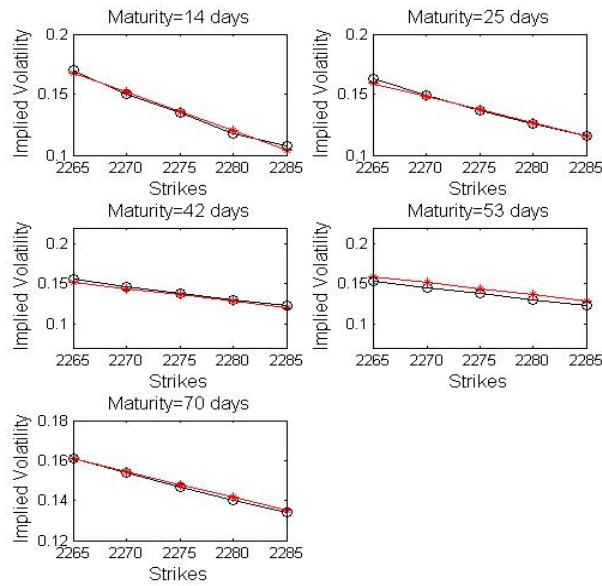 Maturity=14 days
0.2
0.15
0.1
Implied Volatility
2265 2270 2275 2280 2285
Strikes
Maturity=25 days
0.2
0.15
0.1
Implied Volatility
2265 2270 2275 2280 2285
Strikes
Maturity=42 days
0.2
0.15
0.1
Implied Volatility
2265 2270 2275 2280 2285
Strikes
Maturity=53 days
0.2
0.15
0.1
Implied Volatility
2265 2270 2275 2280 2285
Strikes
Maturity=70 days
0.18
0.16
0.14
0.12
Implied Volatility
2265 2270 2275 2280 2285
Strikes